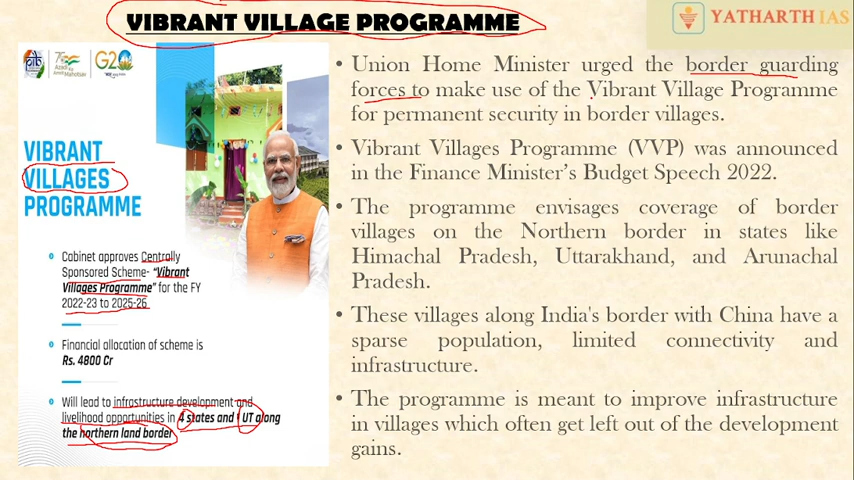 VIBRANT VILLAGE PROGRAMME
YATHARTH IAS
G20
VIBRANT
VILLAGES
PROGRAMME
Cabinet approves Centrally
Sponsored Scheme- "Vibrant
Villages Programme" for the FY
2022-23 to 2025-26
Financial allocation of scheme is
Rs. 4800 Cr
Will lead to infrastructure development and
livelihood opportunities in 4 states and UT along
the northern land border
• Union Home Minister urged the border guarding
forces to make use of the Vibrant Village Programme
for permanent security in border villages.
• Vibrant Villages Programme (VVP) was announced
in the Finance Minister's Budget Speech 2022.
• The programme envisages coverage of border
villages on the Northern border in states like
Himachal Pradesh, Uttarakhand, and Arunachal
Pradesh.
• These villages along India's border with China have a
sparse population, limited connectivity and
infrastructure.
• The programme is meant to improve infrastructure
in villages which often get left out of the development
gains.